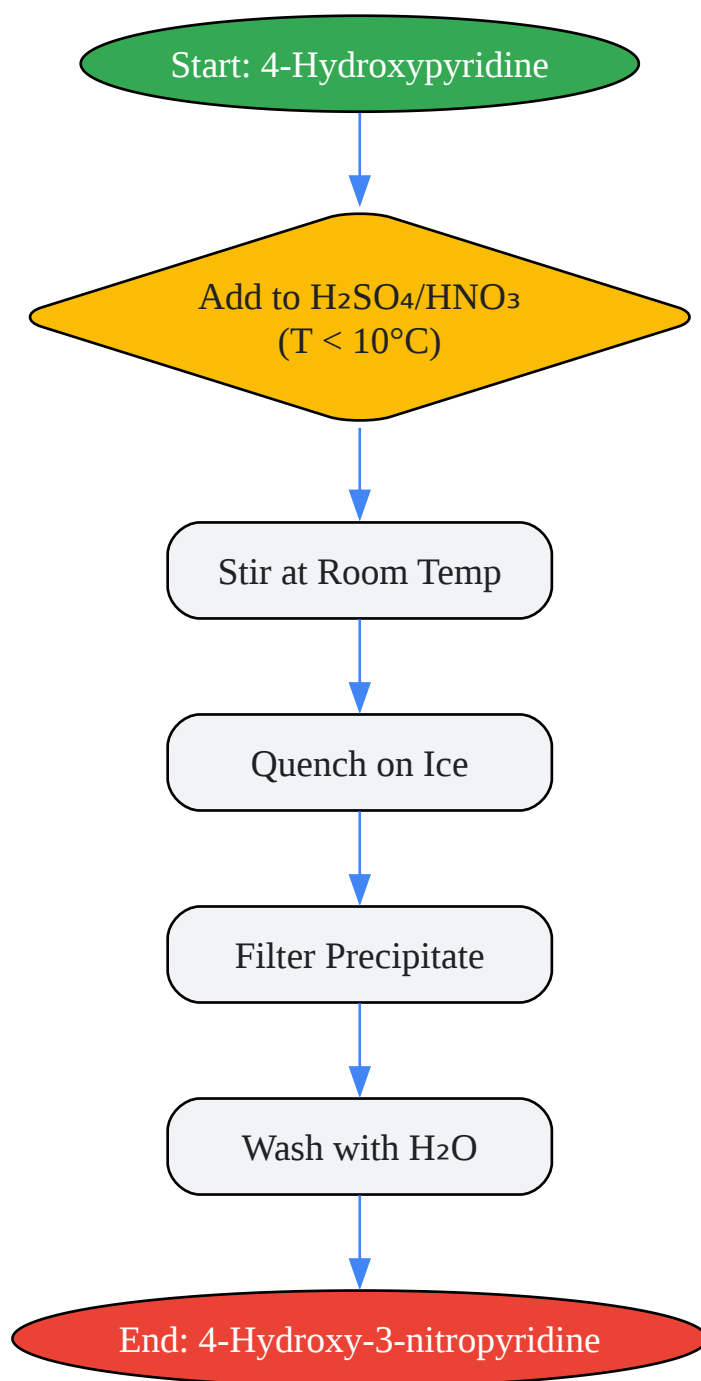 Start: 4-Hydroxypyridine
Add to H₂SO₄/HNO₃
(T < 10°C)
Stir at Room Temp
Quench on Ice
Filter Precipitate
Wash with H₂O
End: 4-Hydroxy-3-nitropyridine